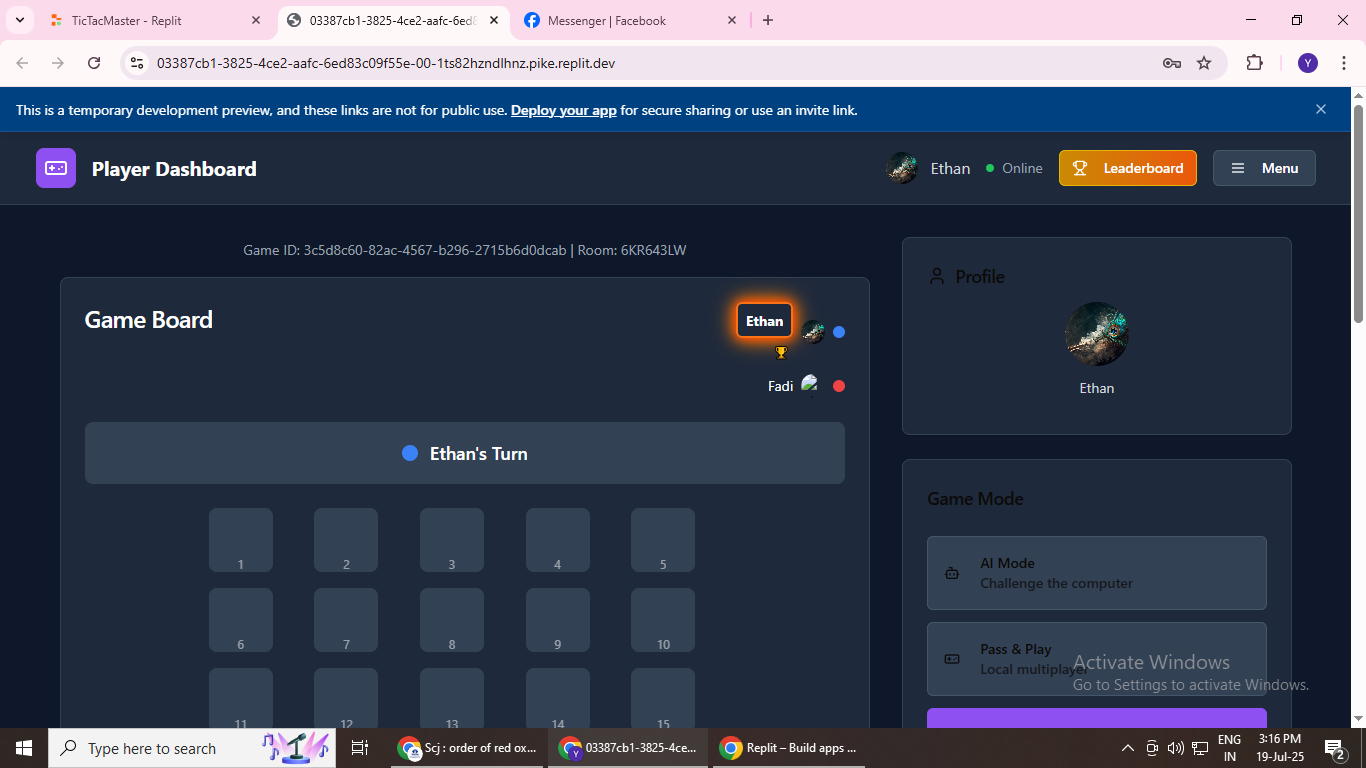 TicTacMaster - Replit
03387cb1-3825-4ce2-aafc-6ed8
Messenger | Facebook
03387cb1-3825-4ce2-aafc-6ed83c09f55e-00-1ts82hzndlhnz.pike.replit.dev
Y
This is a temporary development preview, and these links are not for public use. Deploy your app for secure sharing or use an invite link.
Player Dashboard
Ethan
Online
Leaderboard
Menu
Game ID: 3c5d8c60-82ac-4567-b296-2715b6d0dcab | Room: 6KR643LW
Profile
Game Board
Ethan
Fadi
Ethan
Ethan's Turn
Game Mode
1 2 3 4 5
AI Mode
Challenge the computer
6 7 8 9 10
Pass & Play
Local multiplayer
11 12 13 14 15
Activate Windows
Go to Settings to activate Windows.
Type here to search
Scj : order of red ox...
03387cb1-3825-4ce...
Replit – Build apps ...
ENG
IN
3:16 PM
19-Jul-25
2